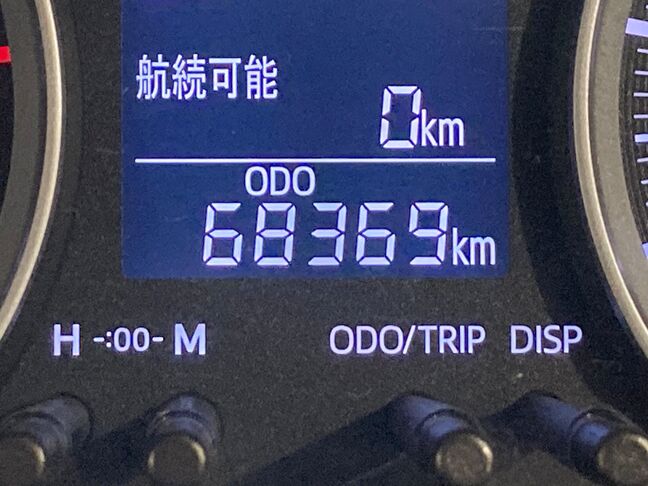 航続可能
0km
ODO
68369km
H -:00- M ODO/TRIP DISP